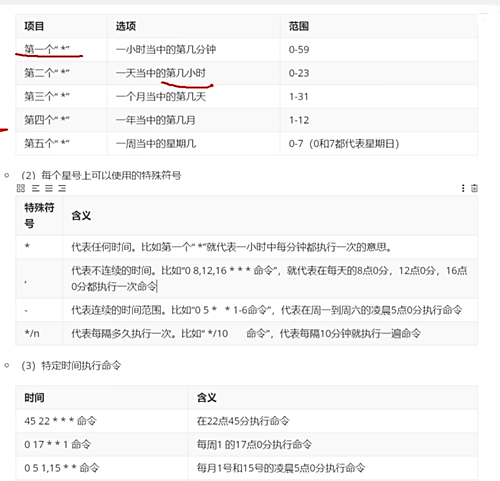 项目 选项 范围
第一个“ *” 一小时当中的第几分钟 0-59
第二个“ *” 一天当中的第几小时 0-23
第三个“ *” 一个月当中的第几天 1-31
第四个“ *” 一年当中的第几月 1-12
第五个“ *” 一周当中的星期几 0-7（0和7都代表星期日）
（2）每个星号上可以使用的特殊符号
特殊符号 含义
* 代表任何时间。比如第一个“ *”就代表一小时中每分钟都执行一次的意思。
, 代表不连续的时间。比如“0 8,12,16 * * * 命令”，就代表在每天的8点0分，12点0分，16点
0分都执行一次命令
- 代表连续的时间范围。比如“0 5 * * 1-6命令”，代表在周一到周六的凌晨5点0分执行命令
*/n 代表每隔多久执行一次。比如“ */10 命令”，代表每隔10分钟就执行一遍命令
（3）特定时间执行命令
时间 含义
45 22 * * * 命令 在22点45分执行命令
0 17 * * 1 命令 每周1 的17点0分执行命令
0 5 1,15 * * 命令 每月1号和15号的凌晨5点0分执行命令